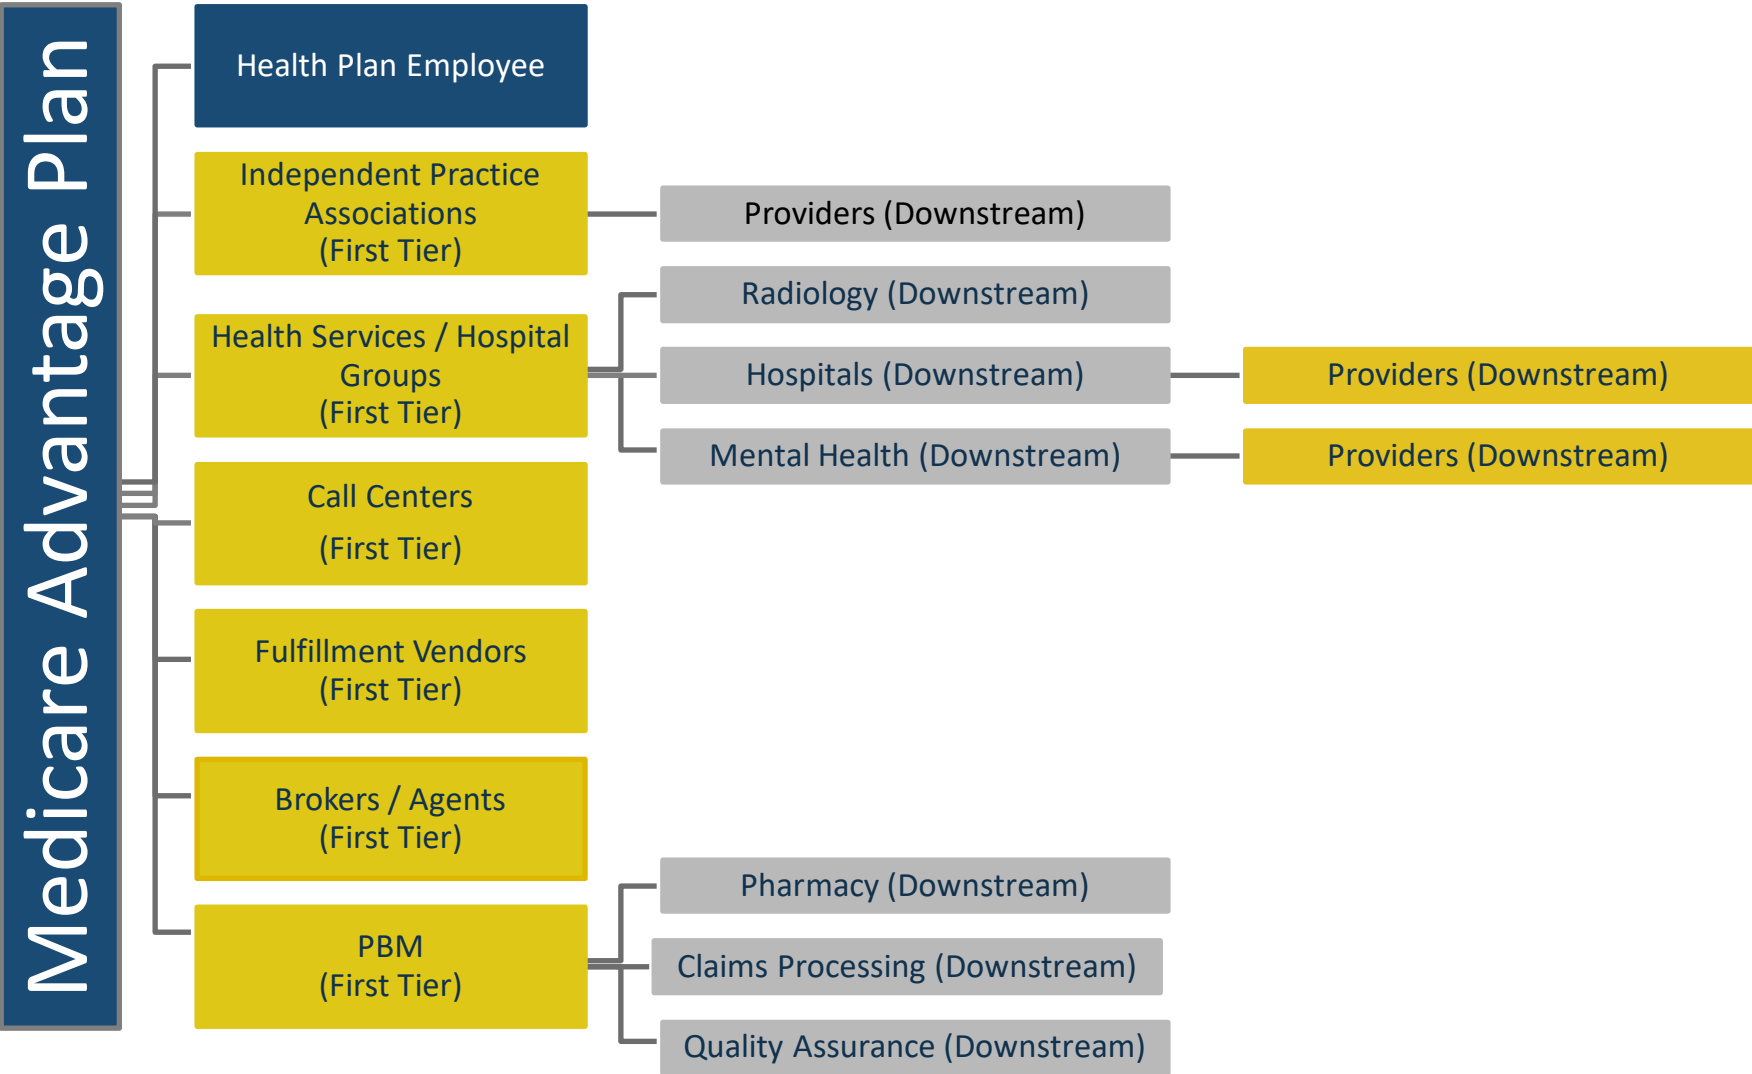 Medicare Advantage Plan
Health Plan Employee
Independent Practice
Associations
(First Tier)
Providers (Downstream)
Health Services / Hospital
Groups
(First Tier)
Radiology (Downstream)
Hospitals (Downstream)
Providers (Downstream)
Mental Health (Downstream)
Providers (Downstream)
Call Centers
(First Tier)
Fulfillment Vendors
(First Tier)
Brokers / Agents
(First Tier)
PBM
(First Tier)
Pharmacy (Downstream)
Claims Processing (Downstream)
Quality Assurance (Downstream)